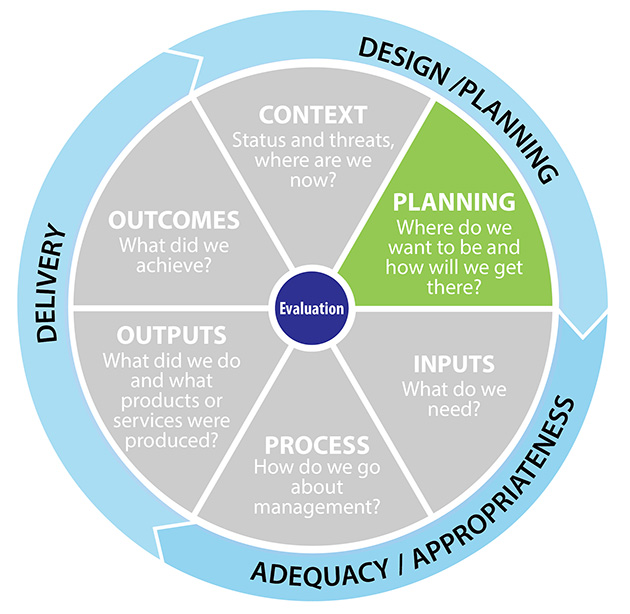 DESIGN /PLANNING
CONTEXT
Status and threats,
where are we
now?
PLANNING
Where do we
want to be and
how will we get
there?
INPUTS
What do we
need?
PROCESS
How do we go
about
management?
OUTPUTS
What did we do
and what
products or
services were
produced?
OUTCOMES
What did we
achieve?
Evaluation
ADEQUACY / APPROPRIATENESS
DELIVERY